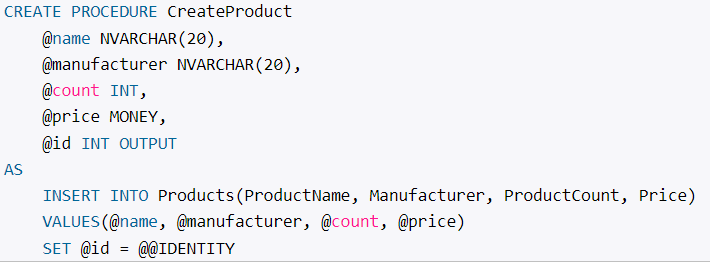 CREATE PROCEDURE CreateProduct
    @name NVARCHAR(20),
    @manufacturer NVARCHAR(20),
    @count INT,
    @price MONEY,
    @id INT OUTPUT
AS
    INSERT INTO Products(ProductName, Manufacturer, ProductCount, Price)
    VALUES(@name, @manufacturer, @count, @price)
    SET @id = @@IDENTITY